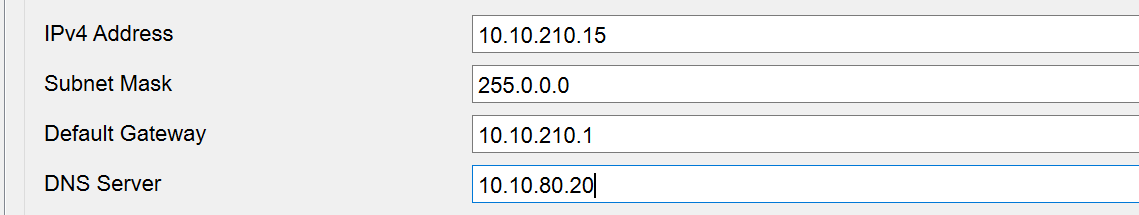 IPv4 Address 10.10.210.15
Subnet Mask 255.0.0.0
Default Gateway 10.10.210.1
DNS Server 10.10.80.20